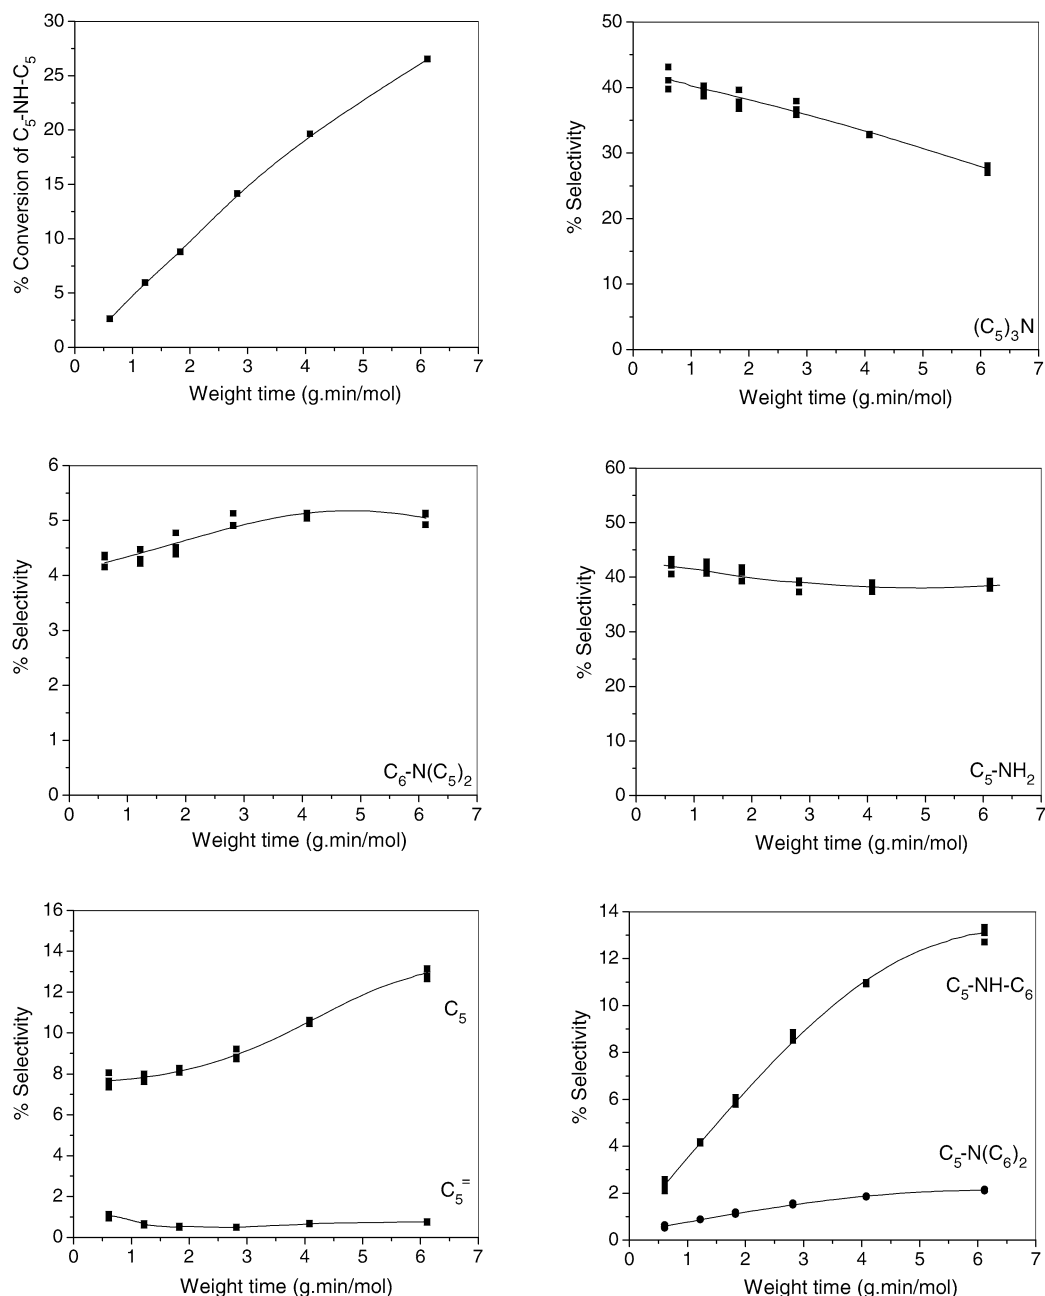 % Conversion of C5-NH-C5
30
25
20
15
10
5
0
0 1 2 3 4 5 6 7
Weight time (g.min/mol)
% Selectivity
50
40
30
20
10
0
(C5)3N
0 1 2 3 4 5 6 7
Weight time (g.min/mol)
% Selectivity
6
5
4
3
2
1
0
C6-N(C5)2
0 1 2 3 4 5 6 7
Weight time (g.min/mol)
% Selectivity
60
50
40
30
20
10
0
C5-NH2
0 1 2 3 4 5 6 7
Weight time (g.min/mol)
% Selectivity
16
14
12
10
8
6
4
2
0
C5
C5=
0 1 2 3 4 5 6 7
Weight time (g.min/mol)
% Selectivity
14
12
10
8
6
4
2
0
C5-NH-C6
C5-N(C6)2
0 1 2 3 4 5 6 7
Weight time (g.min/mol)